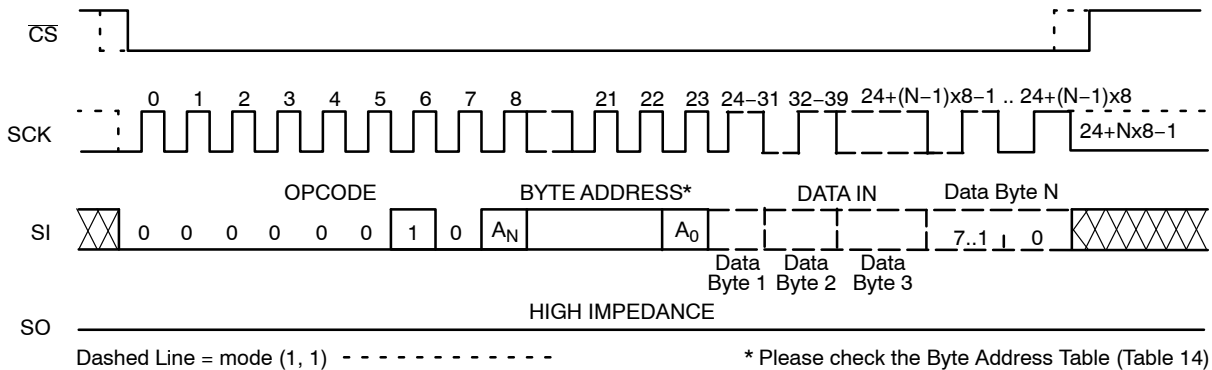 CS
0 1 2 3 4 5 6 7 8 21 22 23 24−31 32−39 24+(N−1)x8−1 .. 24+(N−1)x8
SCK
24+Nx8−1
OPCODE BYTE ADDRESS* DATA IN Data Byte N
SI 0 0 0 0 0 0 1 0 AN A0 7..1 0
Data Byte 1
Data Byte 2
Data Byte 3
HIGH IMPEDANCE
SO
Dashed Line = mode (1, 1) * Please check the Byte Address Table (Table 14)